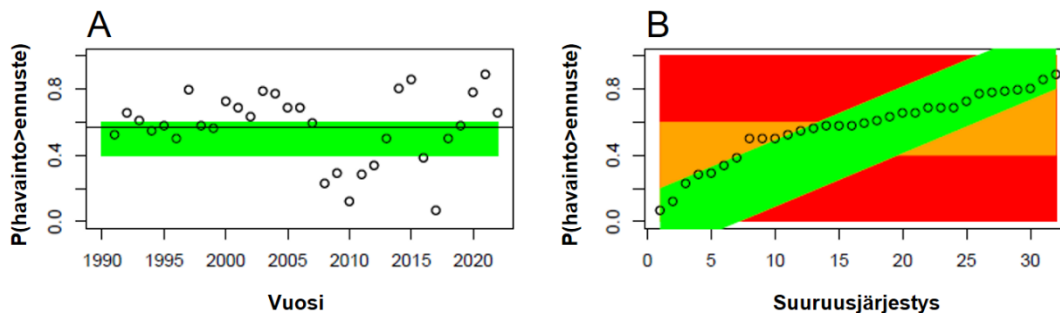 A
P(havainto>ennuste)
0.0 0.4 0.8
1990 1995 2000 2005 2010 2015 2020
Vuosi
B
P(havainto>ennuste)
0.0 0.4 0.8
0 5 10 15 20 25 30
Suuruusjärjestys